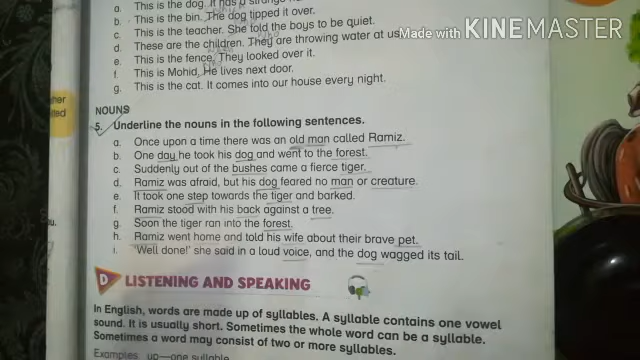 Made with KINEMASTER
a. This is the dog. It has a strange
b. This is the bin. The dog tipped it over.
c. This is the teacher. She told the boys to be quiet.
d. These are the children. They are throwing water at us
e. This is the fence. They looked over it.
f. This is Mohid. He lives next door.
g. This is the cat. It comes into our house every night.
NOUNS
5. Underline the nouns in the following sentences.
a. Once upon a time there was an old man called Ramiz.
b. One day he took his dog and went to the forest.
c. Suddenly out of the bushes came a fierce tiger.
d. Ramiz was afraid, but his dog feared no man or creature.
e. It took one step towards the tiger and barked.
f. Ramiz stood with his back against a tree.
g. Soon the tiger ran into the forest.
h. Ramiz went home and told his wife about their brave pet.
i. 'Well done!' she said in a loud voice, and the dog wagged its tail.
D LISTENING AND SPEAKING
In English, words are made up of syllables. A syllable contains one vowel
sound. It is usually short. Sometimes the whole word can be a syllable.
Sometimes a word may consist of two or more syllables.
Examples up—one syllable